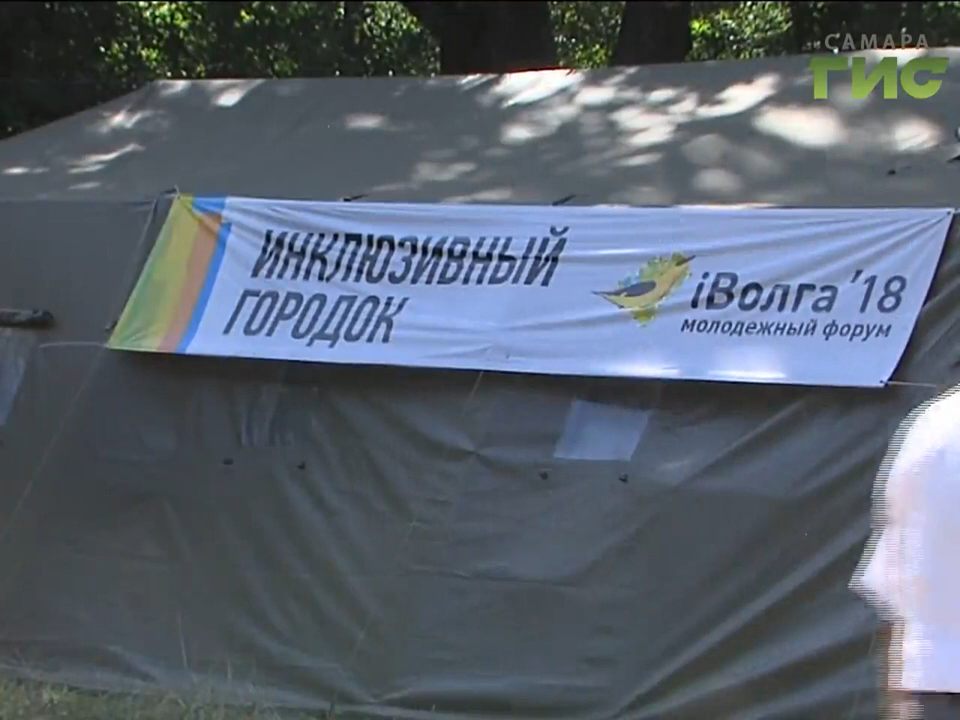 САМАРА
ГИС
ИНКЛЮЗИВНЫЙ
ГОРОДОК
iВолга '18
молодежный форум